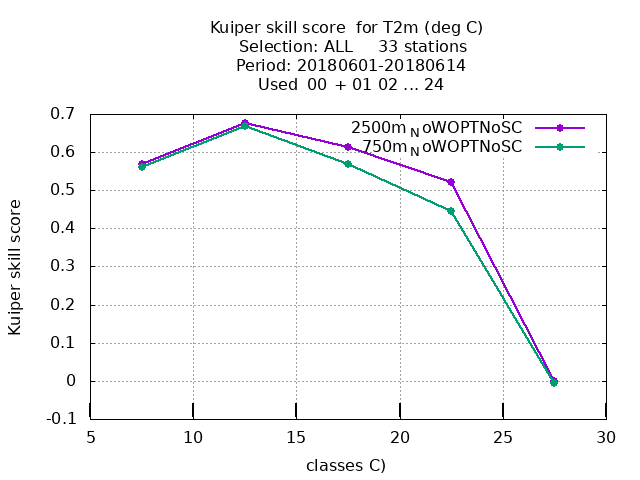 Kuiper skill score  for T2m (deg C)
Selection: ALL     33 stations
Period: 20180601-20180614
Used  00  + 01 02 ... 24
2500m_NoWOPTNoSC
750m_NoWOPTNoSC
0.7
0.6
0.5
0.4
0.3
0.2
0.1
0
-0.1
Kuiper skill score
5 10 15 20 25 30
classes C)